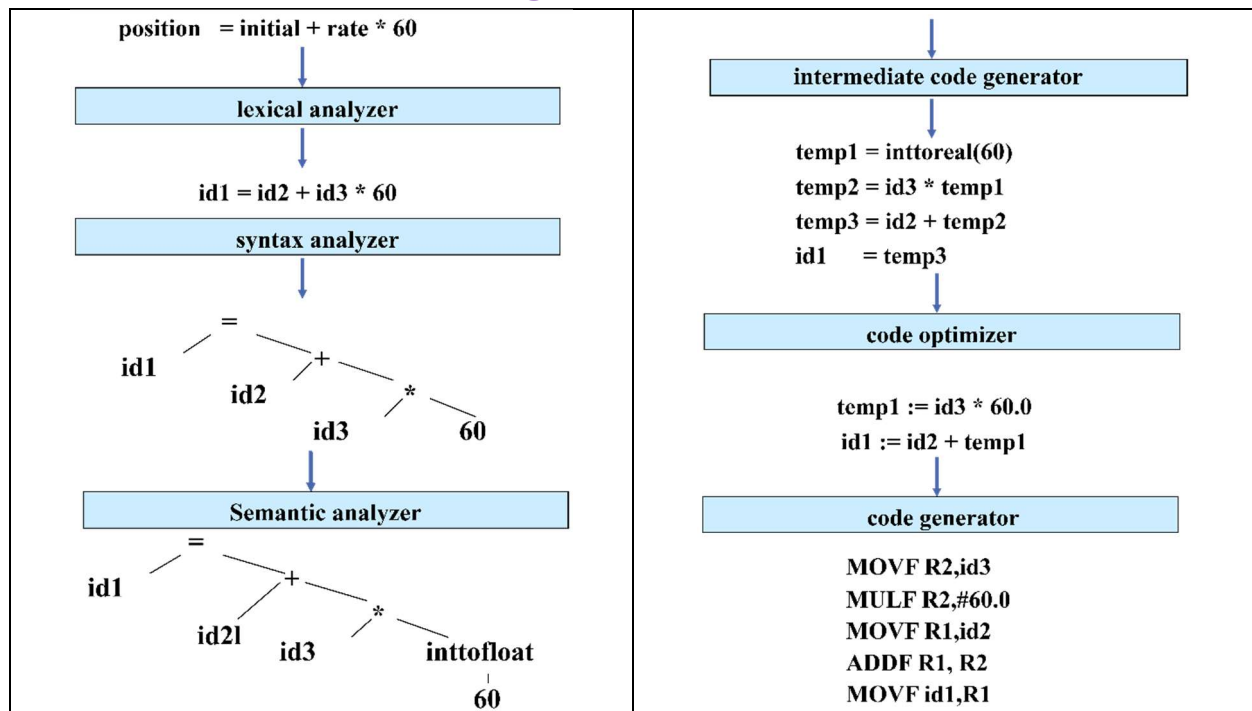 position = initial + rate * 60
lexical analyzer
id1 = id2 + id3 * 60
syntax analyzer
=
id1
+
id2
*
id3
60
Semantic analyzer
=
id1
+
id2l
*
id3
inttofloat
60
intermediate code generator
temp1 = inttoreal(60)
temp2 = id3 * temp1
temp3 = id2 + temp2
id1 = temp3
code optimizer
temp1 := id3 * 60.0
id1 := id2 + temp1
code generator
MOVF R2,id3
MULF R2,#60.0
MOVF R1,id2
ADDF R1, R2
MOVF id1,R1